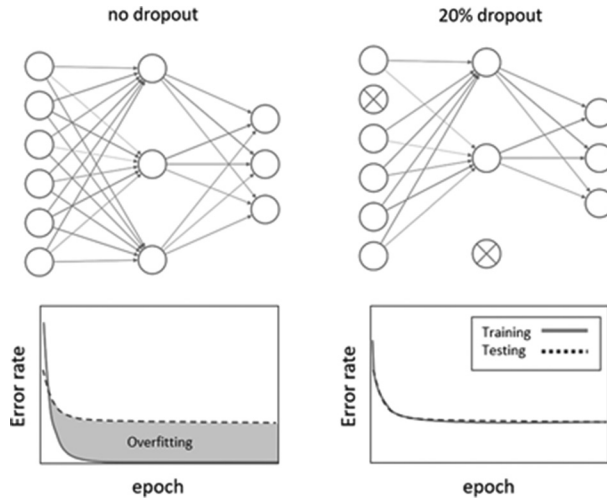 no dropout
20% dropout
Error rate
Overfitting
epoch
Error rate
Training
Testing
epoch